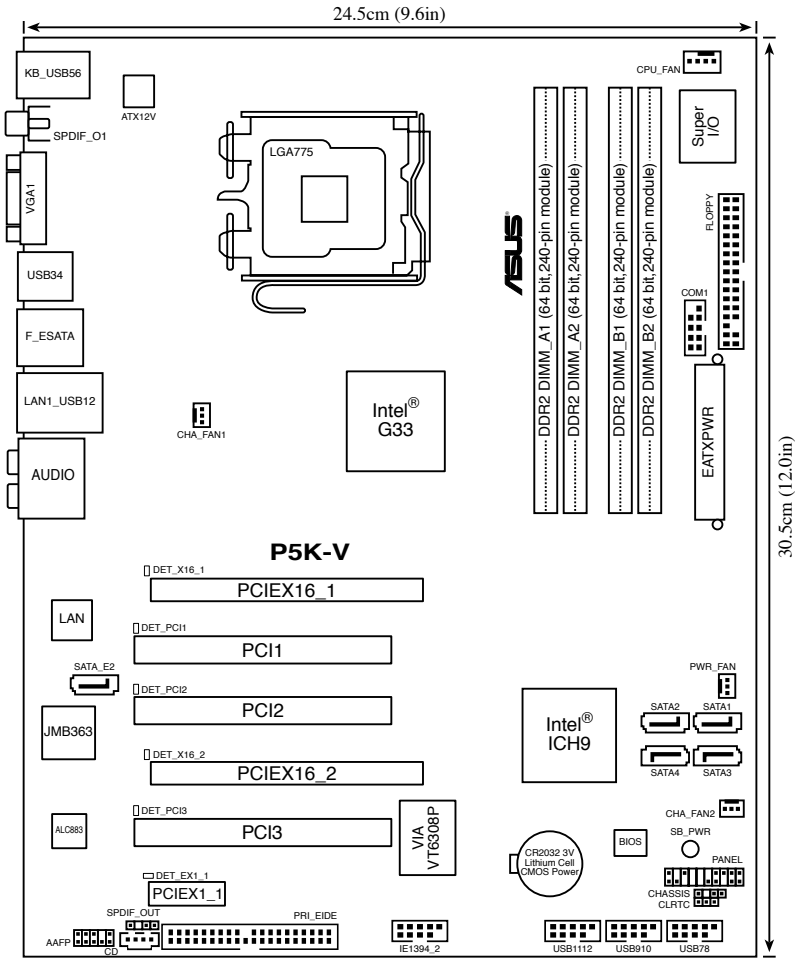 24.5cm (9.6in)
KB_USB56
ATX12V
SPDIF_O1
VGA1
USB34
F_ESATA
LAN1_USB12
AUDIO
LGA775
CPU_FAN
Super
I/O
FLOPPY
COM1
ASUS
DDR2 DIMM_A1 (64 bit,240-pin module)
DDR2 DIMM_A2 (64 bit,240-pin module)
DDR2 DIMM_B1 (64 bit,240-pin module)
DDR2 DIMM_B2 (64 bit,240-pin module)
EATXPWR
30.5cm (12.0in)
CHA_FAN1
Intel®
G33
P5K-V
DET_X16_1
PCIEX16_1
LAN
DET_PCI1
PCI1
SATA_E2
DET_PCI2
PCI2
JMB363
DET_X16_2
PCIEX16_2
Intel®
ICH9
PWR_FAN
SATA2
SATA1
SATA4
SATA3
CHA_FAN2
ALC883
DET_PCI3
PCI3
VIA
VT6308P
CR2032 3V
Lithium Cell
CMOS Power
BIOS
SB_PWR
PANEL
CHASSIS
CLRTC
DET_EX1_1
PCIEX1_1
SPDIF_OUT
PRI_EIDE
AAFP
CD
IE1394_2
USB1112
USB910
USB78